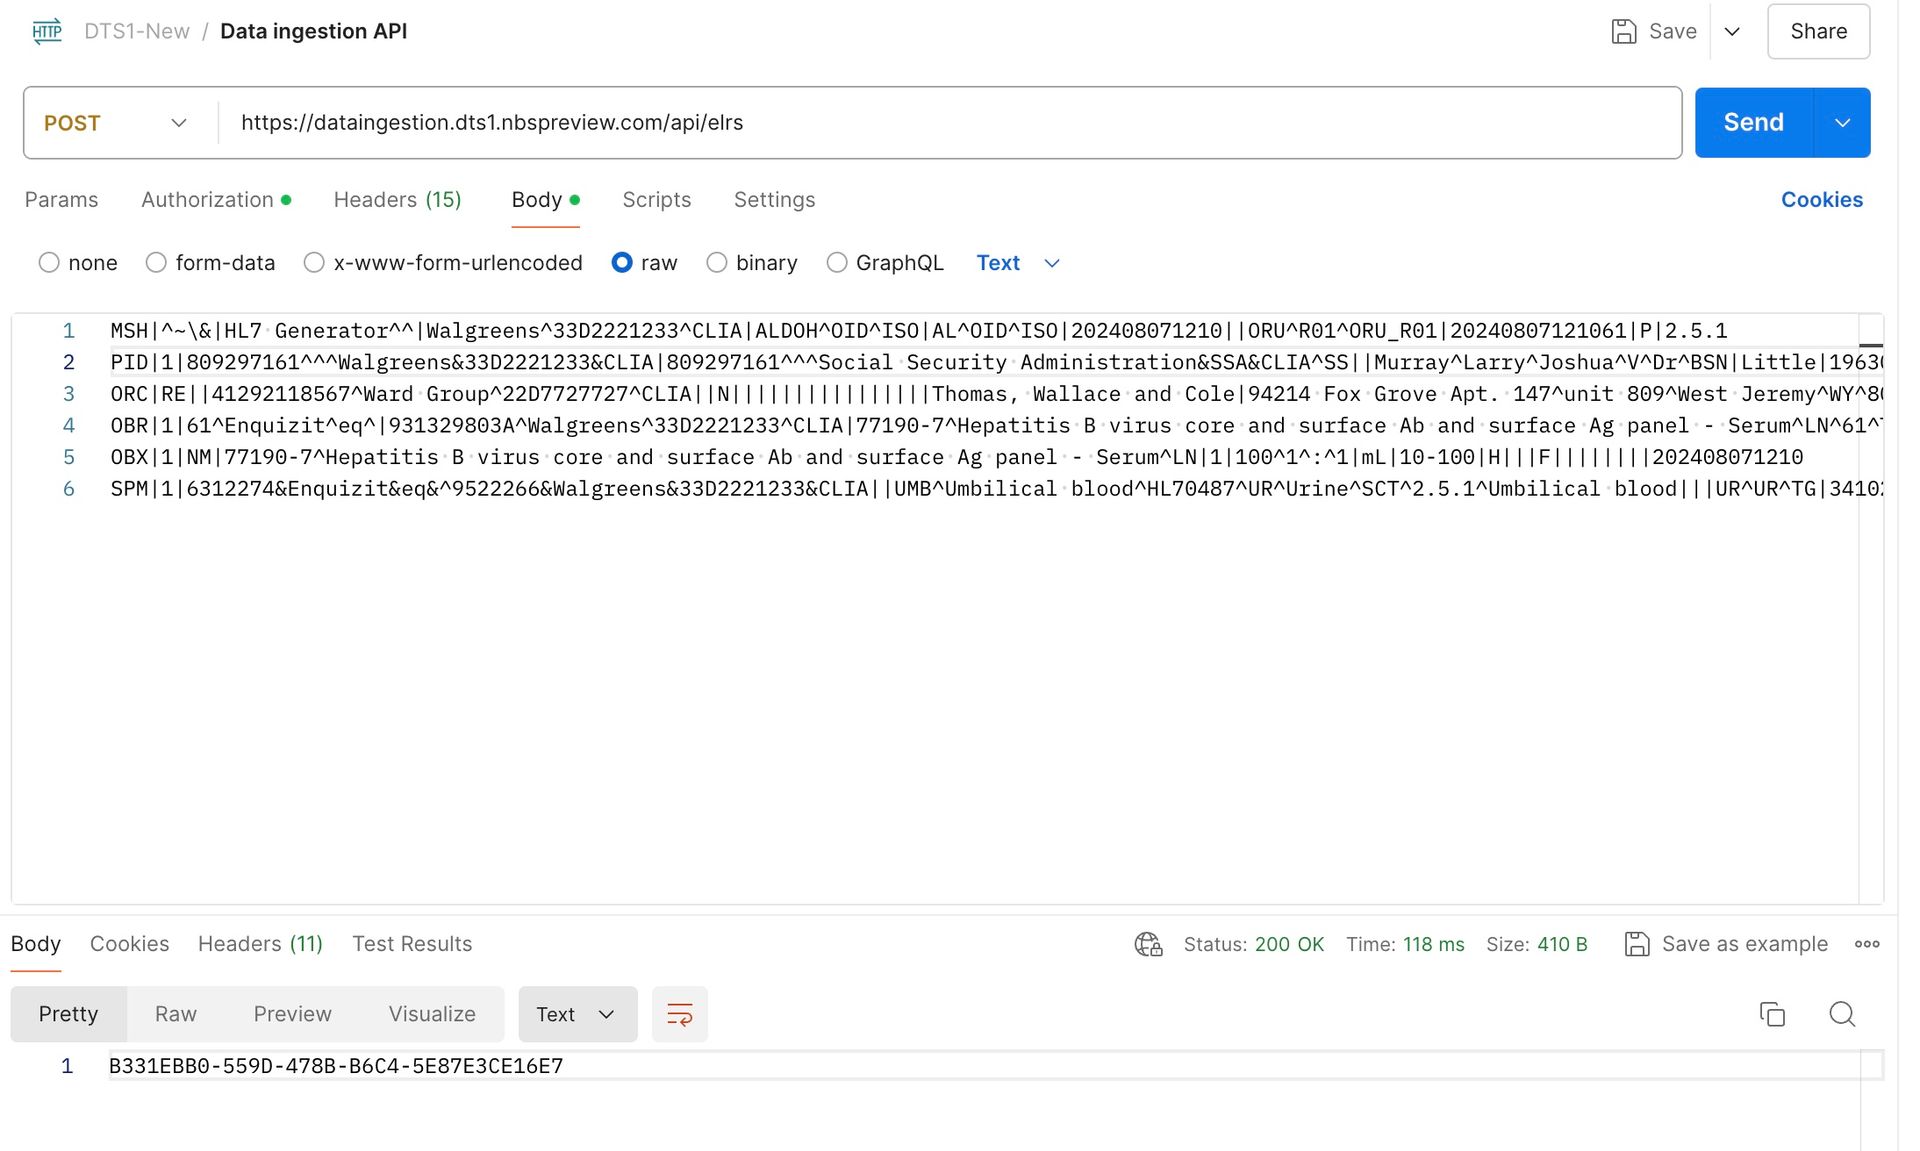 HTTP DTS1-New / Data ingestion API Save Share
POST https://dataingestion.dts1.nbspreview.com/api/elrs Send
Params Authorization Headers (15) Body Scripts Settings Cookies
none form-data x-www-form-urlencoded raw binary GraphQL Text
1 MSH|^~\&|HL7 Generator^^|Walgreens^33D2221233^CLIA|ALDOH^OID^ISO|AL^OID^ISO|202408071210||ORU^R01^ORU_R01|20240807121061|P|2.5.1
2 PID|1|809297161^^^Walgreens&33D2221233&CLIA|809297161^^^Social Security Administration&SSA&CLIA^SS||Murray^Larry^Joshua^V^Dr^BSN|Little|1963
3 ORC|RE||41292118567^Ward Group^22D7727727^CLIA||N||||||||||||||||Thomas, Wallace and Cole|94214 Fox Grove Apt. 147^unit 809^West Jeremy^WY^8
4 OBR|1|61^Enquizit^eq^|931329803A^Walgreens^33D2221233^CLIA|77190-7^Hepatitis B virus core and surface Ab and surface Ag panel - Serum^LN^61^
5 OBX|1|NM|77190-7^Hepatitis B virus core and surface Ab and surface Ag panel - Serum^LN|1|100^1^:^1|mL|10-100|H|||F||||||||202408071210
6 SPM|1|6312274&Enquizit&eq&^9522266&Walgreens&33D2221233&CLIA||UMB^Umbilical blood^HL70487^UR^Urine^SCT^2.5.1^Umbilical blood|||UR^UR^TG|3410
Body Cookies Headers (11) Test Results Status: 200 OK Time: 118 ms Size: 410 B Save as example
Pretty Raw Preview Visualize Text
1 B331EBB0-559D-478B-B6C4-5E87E3CE16E7